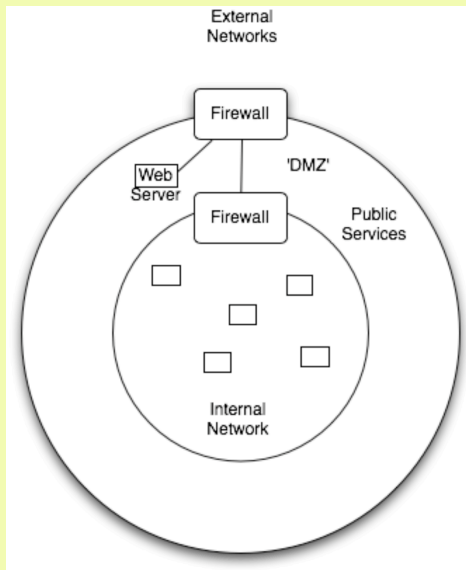 External
Networks
Firewall
'DMZ'
Web
Server
Firewall
Public
Services
Internal
Network